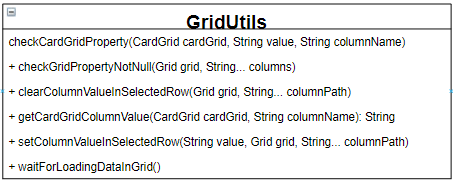 GridUtils
checkCardGridProperty(CardGrid cardGrid, String value, String columnName)
+ checkGridPropertyNotNull(Grid grid, String... columns)
+ clearColumnValueInSelectedRow(Grid grid, String... columnPath)
+ getCardGridColumnValue(CardGrid cardGrid, String columnName): String
+ setColumnValueInSelectedRow(String value, Grid grid, String... columnPath)
+ waitForLoadingDataInGrid()